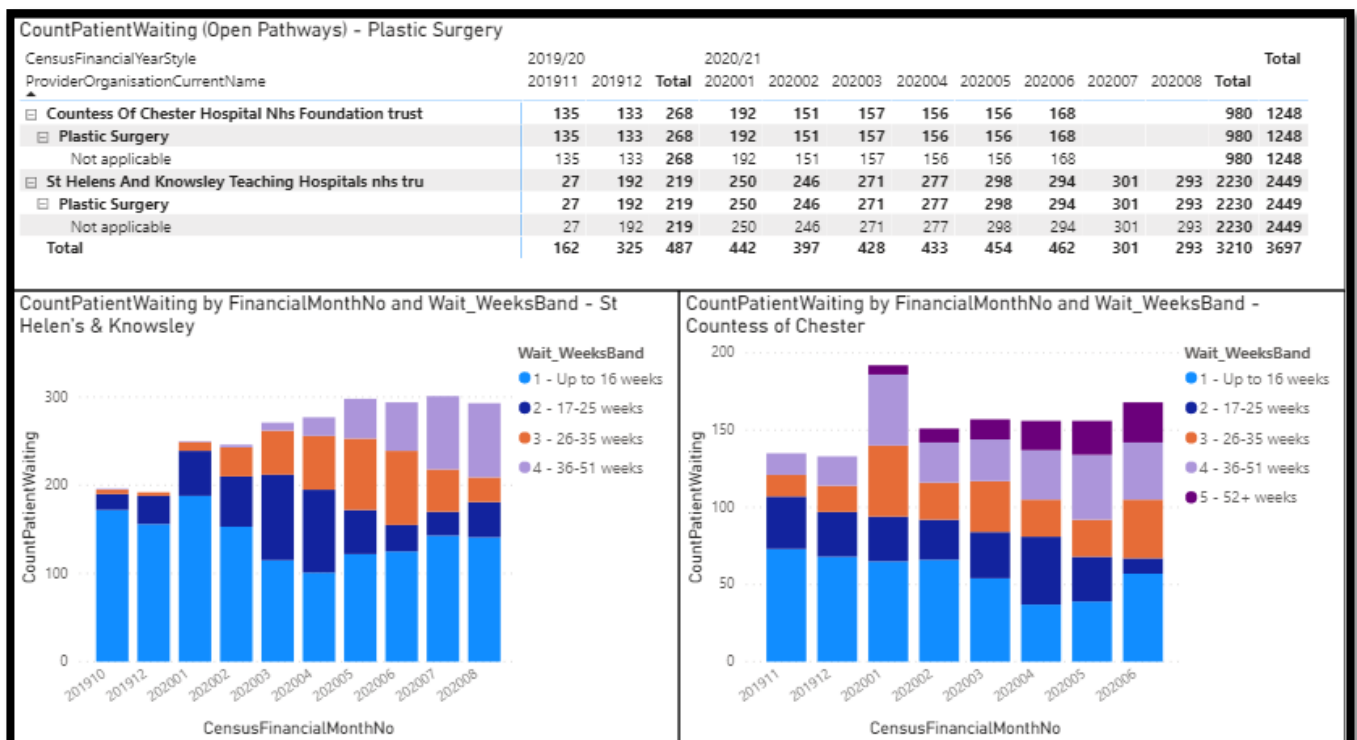 CountPatientWaiting (Open Pathways) - Plastic Surgery
CensusFinancialYearStyle 2019/20 2020/21 Total
ProviderOrganisationCurrentName 201911 201912 Total 202001 202002 202003 202004 202005 202006 202007 202008 Total
Countess Of Chester Hospital Nhs Foundation trust 135 133 268 192 151 157 156 156 168 980 1248
Plastic Surgery 135 133 268 192 151 157 156 156 168 980 1248
Not applicable 135 133 268 192 151 157 156 156 168 980 1248
St Helens And Knowsley Teaching Hospitals nhs tru 27 192 219 250 246 271 277 298 294 301 293 2230 2449
Plastic Surgery 27 192 219 250 246 271 277 298 294 301 293 2230 2449
Not applicable 27 192 219 250 246 271 277 298 294 301 293 2230 2449
Total 162 325 487 442 397 428 433 454 462 301 293 3210 3697
CountPatientWaiting by FinancialMonthNo and Wait_WeeksBand - St
Helen's & Knowsley
Wait_WeeksBand
1 - Up to 16 weeks
2 - 17-25 weeks
3 - 26-35 weeks
4 - 36-51 weeks
CountPatientWaiting
300
200
100
0
201910 201912 202001 202002 202003 202004 202005 202006 202007 202008
CensusFinancialMonthNo
CountPatientWaiting by FinancialMonthNo and Wait_WeeksBand -
Countess of Chester
Wait_WeeksBand
1 - Up to 16 weeks
2 - 17-25 weeks
3 - 26-35 weeks
4 - 36-51 weeks
5 - 52+ weeks
CountPatientWaiting
200
150
100
50
0
201911 201912 202001 202002 202003 202004 202005 202006
CensusFinancialMonthNo